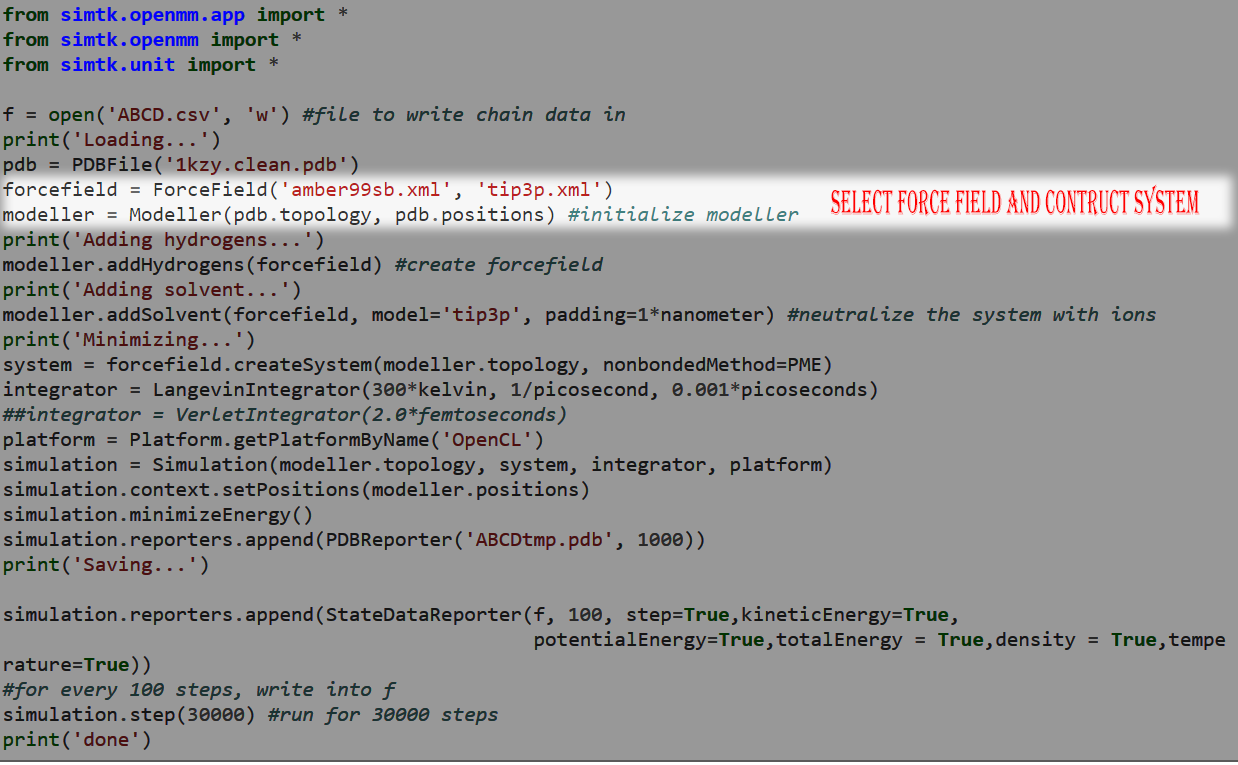 from simtk.openmm.app import *
from simtk.openmm import *
from simtk.unit import *
f = open('ABCD.csv', 'w') #file to write chain data in
print('Loading...')
pdb = PDBFile('1kzy.clean.pdb')
forcefield = ForceField('amber99sb.xml', 'tip3p.xml')
modeller = Modeller(pdb.topology, pdb.positions) #initialize modeller
SELECT FORCE FIELD AND CONTRUCT SYSTEM
print('Adding hydrogens...')
modeller.addHydrogens(forcefield) #create forcefield
print('Adding solvent...')
modeller.addSolvent(forcefield, model='tip3p', padding=1*nanometer) #neutralize the system with ions
print('Minimizing...')
system = forcefield.createSystem(modeller.topology, nonbondedMethod=PME)
integrator = LangevinIntegrator(300*kelvin, 1/picosecond, 0.001*picoseconds)
##integrator = VerletIntegrator(2.0*femtoseconds)
platform = Platform.getPlatformByName('OpenCL')
simulation = Simulation(modeller.topology, system, integrator, platform)
simulation.context.setPositions(modeller.positions)
simulation.minimizeEnergy()
simulation.reporters.append(PDBReporter('ABCDtmp.pdb', 1000))
print('Saving...')
simulation.reporters.append(StateDataReporter(f, 100, step=True,kineticEnergy=True,
potentialEnergy=True,totalEnergy = True,density = True,tempe
rature=True))
#for every 100 steps, write into f
simulation.step(30000) #run for 30000 steps
print('done')